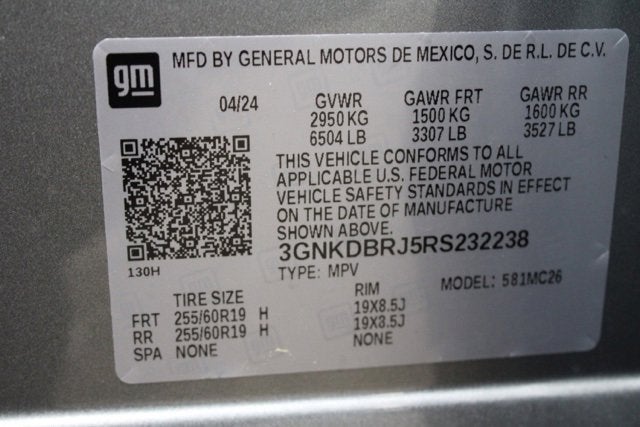 gm
MFD BY GENERAL MOTORS DE MEXICO, S. DE R.L. DE C.V.
04/24 GVWR GAWR FRT GAWR RR
2950 KG 1500 KG 1600 KG
6504 LB 3307 LB 3527 LB
THIS VEHICLE CONFORMS TO ALL
APPLICABLE U.S. FEDERAL MOTOR
VEHICLE SAFETY STANDARDS IN EFFECT
ON THE DATE OF MANUFACTURE
SHOWN ABOVE.
3GNKDBRJ5RS232238
130H TYPE: MPV MODEL: 581MC26
TIRE SIZE RIM
FRT 255/60R19 H 19X8.5J
RR 255/60R19 H 19X8.5J
SPA NONE NONE